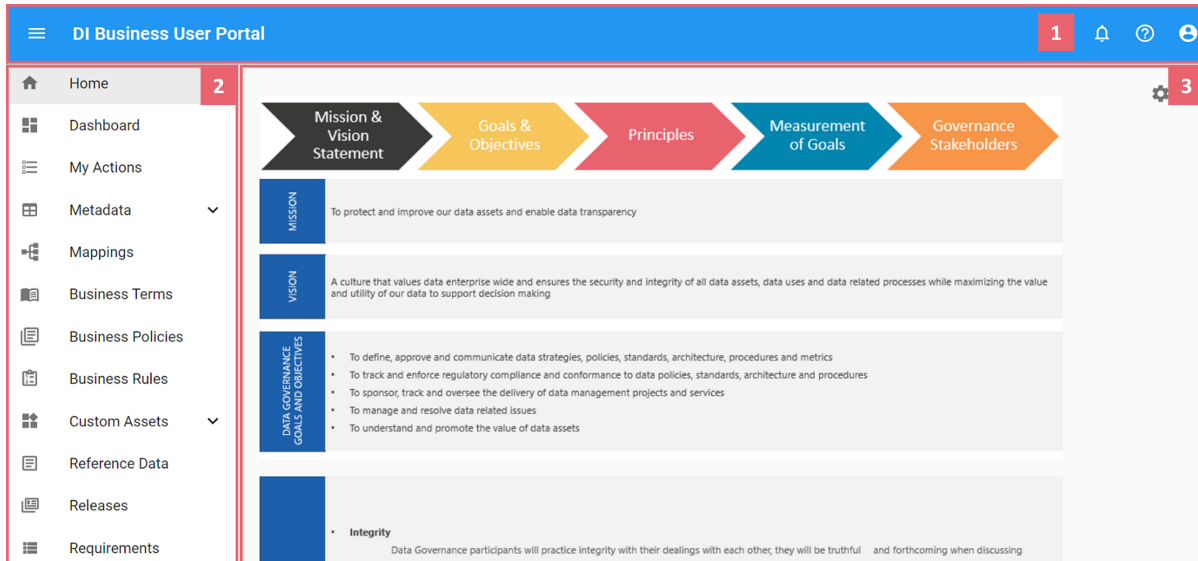 DI Business User Portal
1
Home
2
Dashboard
My Actions
Metadata
Mappings
Business Terms
Business Policies
Business Rules
Custom Assets
Reference Data
Releases
Requirements
3
Mission &
Vision
Statement
Goals &
Objectives
Principles
Measurement
of Goals
Governance
Stakeholders
MISSION
To protect and improve our data assets and enable data transparency
VISION
A culture that values data enterprise wide and ensures the security and integrity of all data assets, data uses and data related processes while maximizing the value
and utility of our data to support decision making
DATA GOVERNANCE
GOALS AND OBJECTIVES
• To define, approve and communicate data strategies, policies, standards, architecture, procedures and metrics
• To track and enforce regulatory compliance and conformance to data policies, standards, architecture and procedures
• To sponsor, track and oversee the delivery of data management projects and services
• To manage and resolve data related issues
• To understand and promote the value of data assets
• Integrity
Data Governance participants will practice integrity with their dealings with each other, they will be truthful and forthcoming when discussing